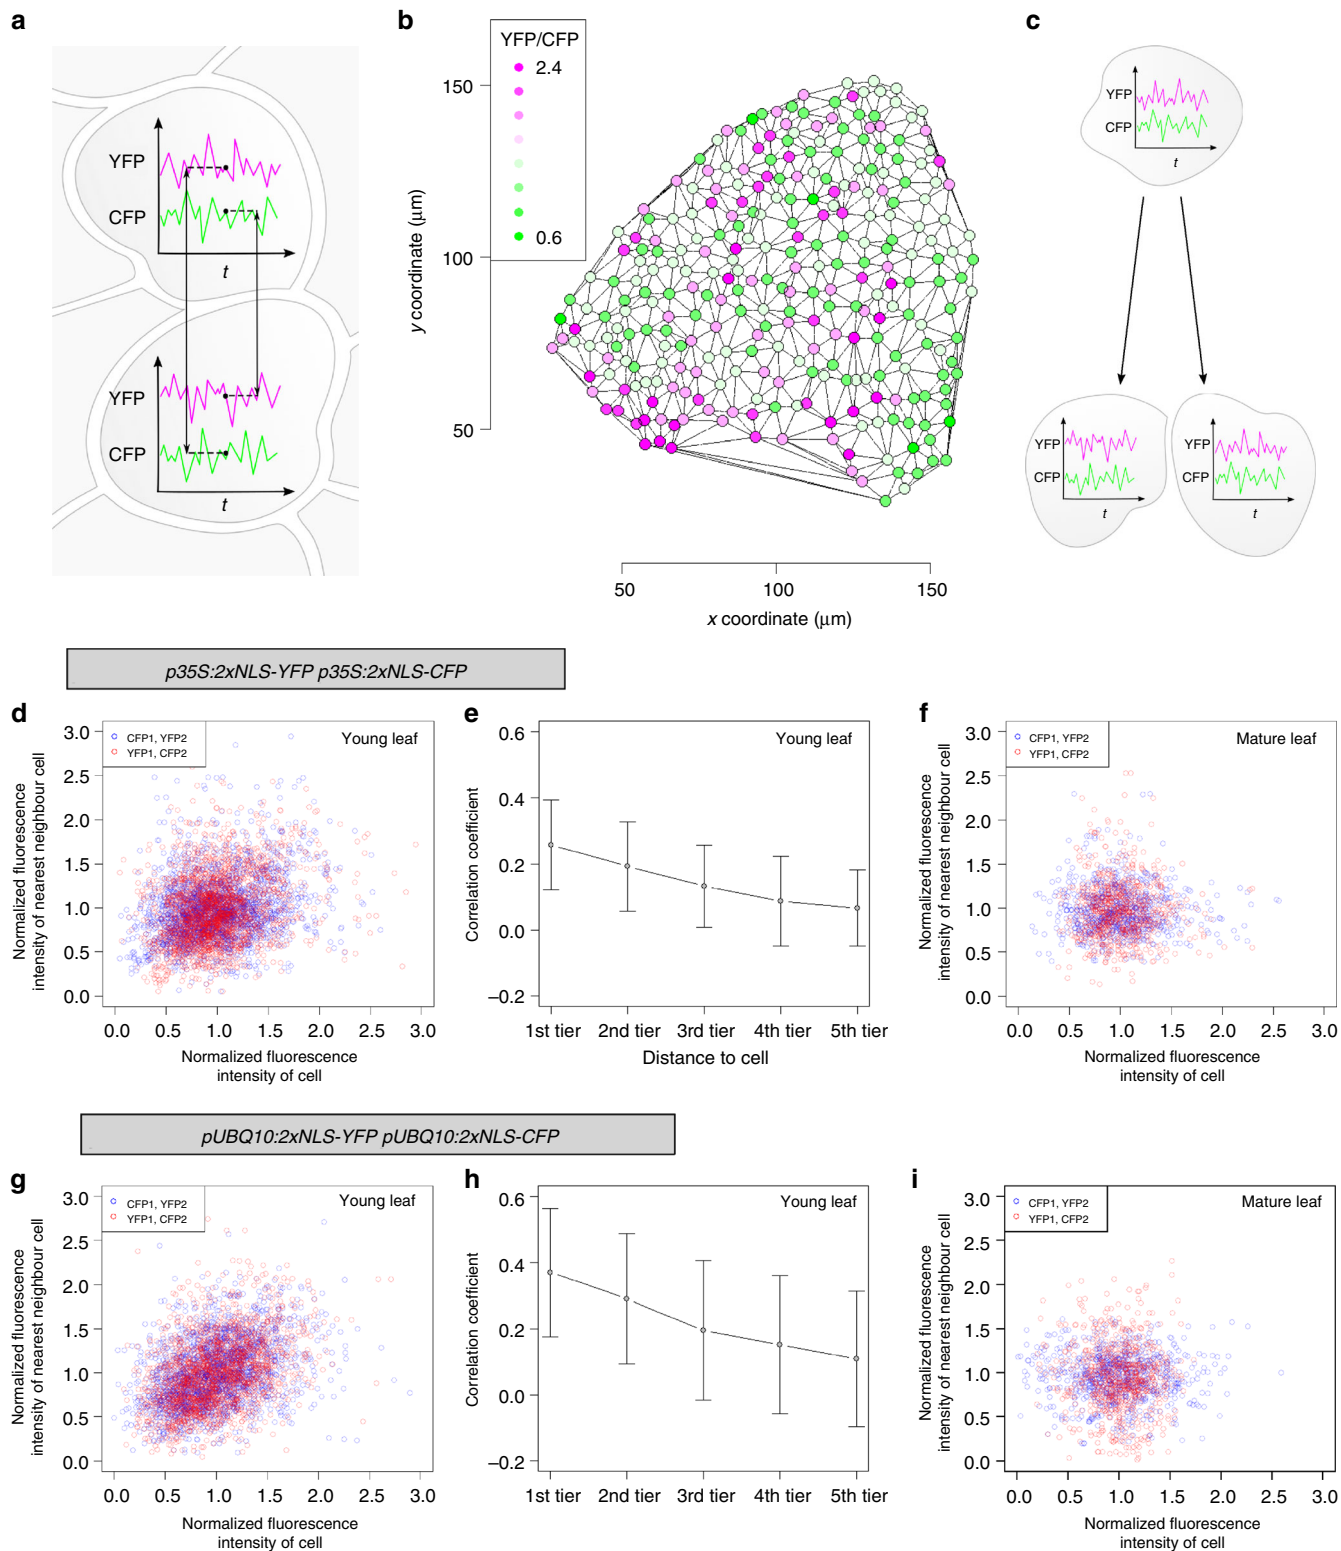 a
YFP
CFP
t
YFP
CFP
t
b
YFP/CFP
2.4
0.6
150
100
50
y coordinate (μm)
50 100 150
x coordinate (μm)
c
YFP
CFP
t
YFP
CFP
t
YFP
CFP
t
p35S:2xNLS-YFP p35S:2xNLS-CFP
d
CFP1, YFP2
YFP1, CFP2
Young leaf
3.0
2.5
2.0
1.5
1.0
0.5
0.0
Normalized fluorescence
intensity of nearest neighbour cell
0.0 0.5 1.0 1.5 2.0 2.5 3.0
Normalized fluorescence
intensity of cell
e
Young leaf
0.6
0.4
0.2
0.0
−0.2
Correlation coefficient
1st tier 2nd tier 3rd tier 4th tier 5th tier
Distance to cell
f
CFP1, YFP2
YFP1, CFP2
Mature leaf
3.0
2.5
2.0
1.5
1.0
0.5
0.0
Normalized fluorescence
intensity of nearest neighbour cell
0.0 0.5 1.0 1.5 2.0 2.5 3.0
Normalized fluorescence
intensity of cell
pUBQ10:2xNLS-YFP pUBQ10:2xNLS-CFP
g
CFP1, YFP2
YFP1, CFP2
Young leaf
3.0
2.5
2.0
1.5
1.0
0.5
0.0
Normalized fluorescence
intensity of nearest neighbour cell
0.0 0.5 1.0 1.5 2.0 2.5 3.0
Normalized fluorescence
intensity of cell
h
Young leaf
0.6
0.4
0.2
0.0
−0.2
Correlation coefficient
1st tier 2nd tier 3rd tier 4th tier 5th tier
i
CFP1, YFP2
YFP1, CFP2
Mature leaf
3.0
2.5
2.0
1.5
1.0
0.5
0.0
Normalized fluorescence
intensity of nearest neighbour cell
0.0 0.5 1.0 1.5 2.0 2.5 3.0
Normalized fluorescence
intensity of cell